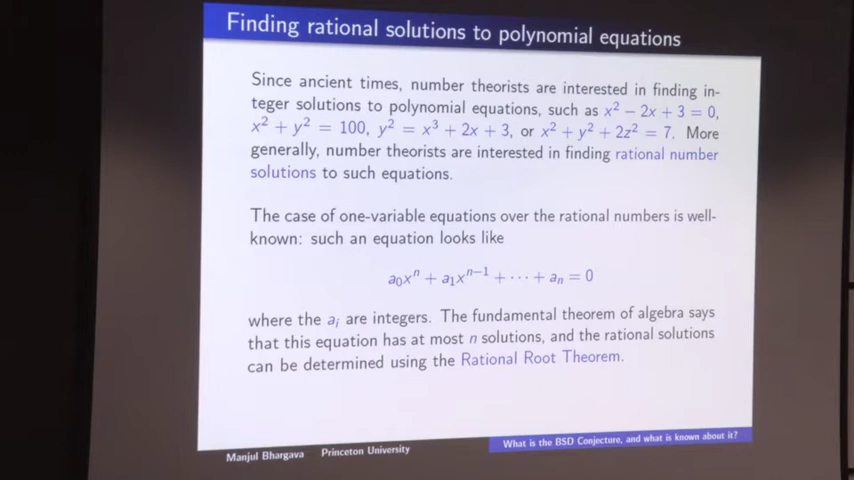 Finding rational solutions to polynomial equations
Since ancient times, number theorists are interested in finding in-
teger solutions to polynomial equations, such as x² − 2x + 3 = 0,
x² + y² = 100, y² = x³ + 2x + 3, or x² + y² + 2z² = 7. More
generally, number theorists are interested in finding rational number
solutions to such equations.
The case of one-variable equations over the rational numbers is well-
known: such an equation looks like
a₀xⁿ + a₁xⁿ⁻¹ + ··· + aₙ = 0
where the aᵢ are integers. The fundamental theorem of algebra says
that this equation has at most n solutions, and the rational solutions
can be determined using the Rational Root Theorem.
Manjul Bhargava Princeton University What is the BSD Conjecture, and what is known about it?